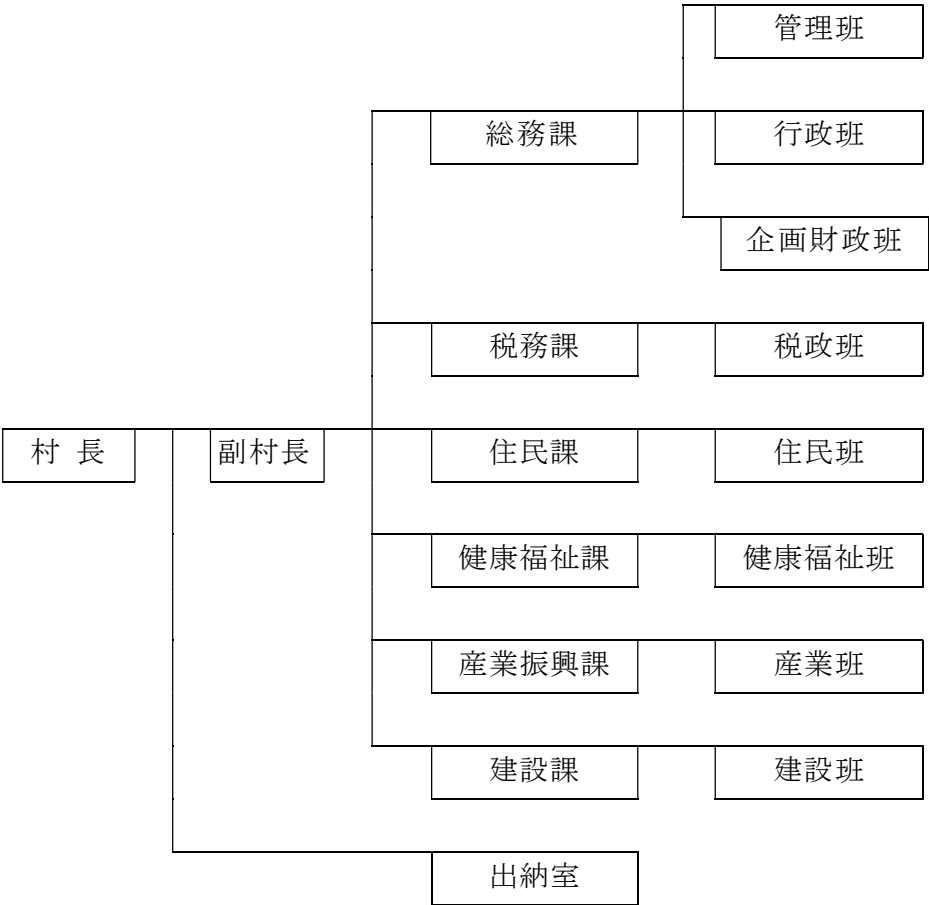 管理班
総務課 行政班
企画財政班
税務課 税政班
村 長 副村長 住民課 住民班
健康福祉課 健康福祉班
産業振興課 産業班
建設課 建設班
出納室